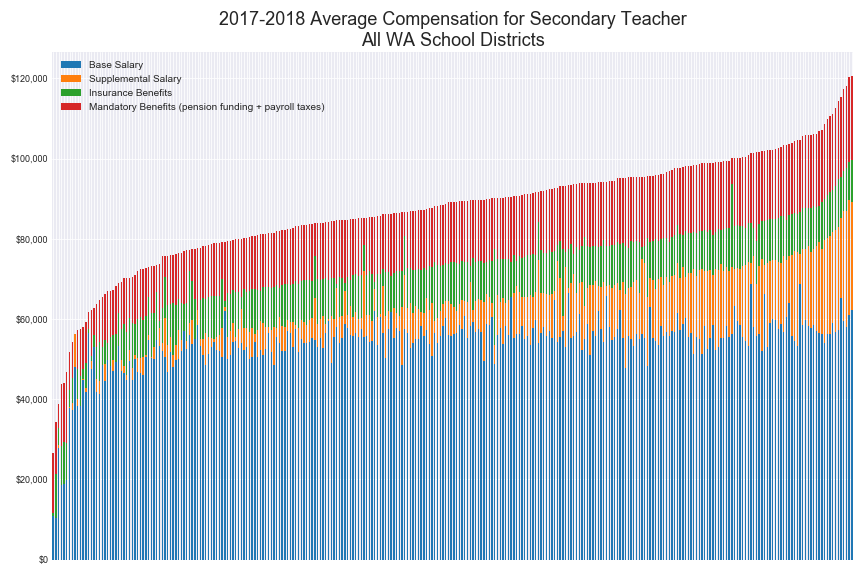 2017-2018 Average Compensation for Secondary Teacher
All WA School Districts
Base Salary
Supplemental Salary
Insurance Benefits
Mandatory Benefits (pension funding + payroll taxes)
$120,000
$100,000
$80,000
$60,000
$40,000
$20,000
$0